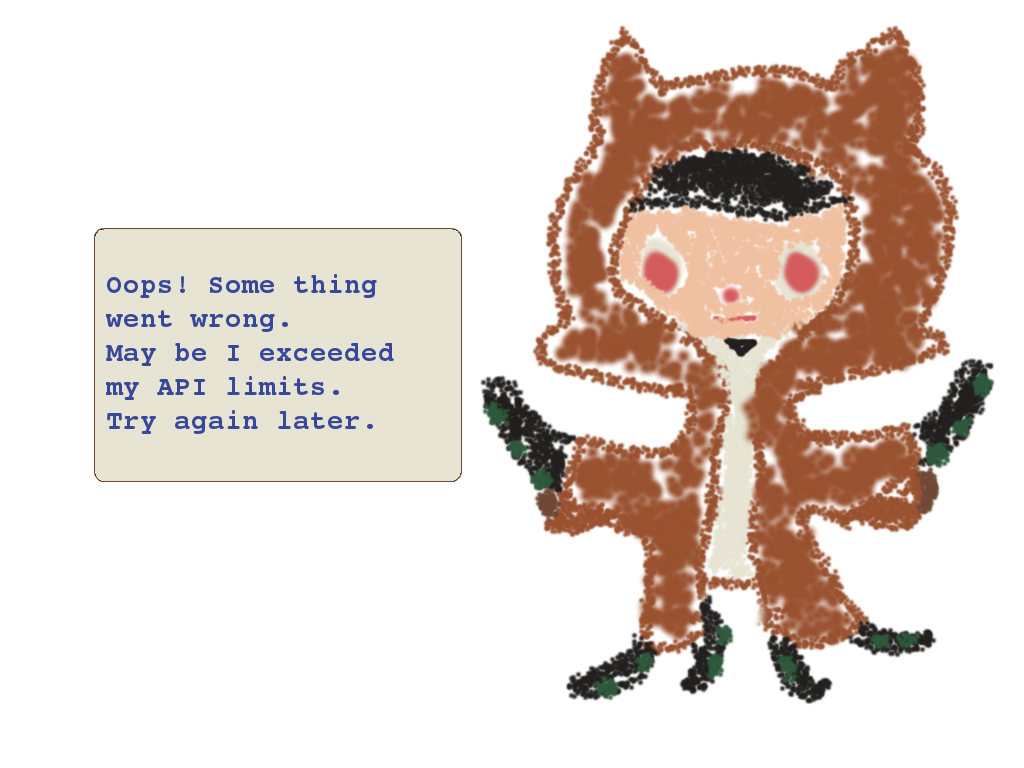 Oops! Some thing
went wrong.
May be I exceeded
my API limits.
Try again later.